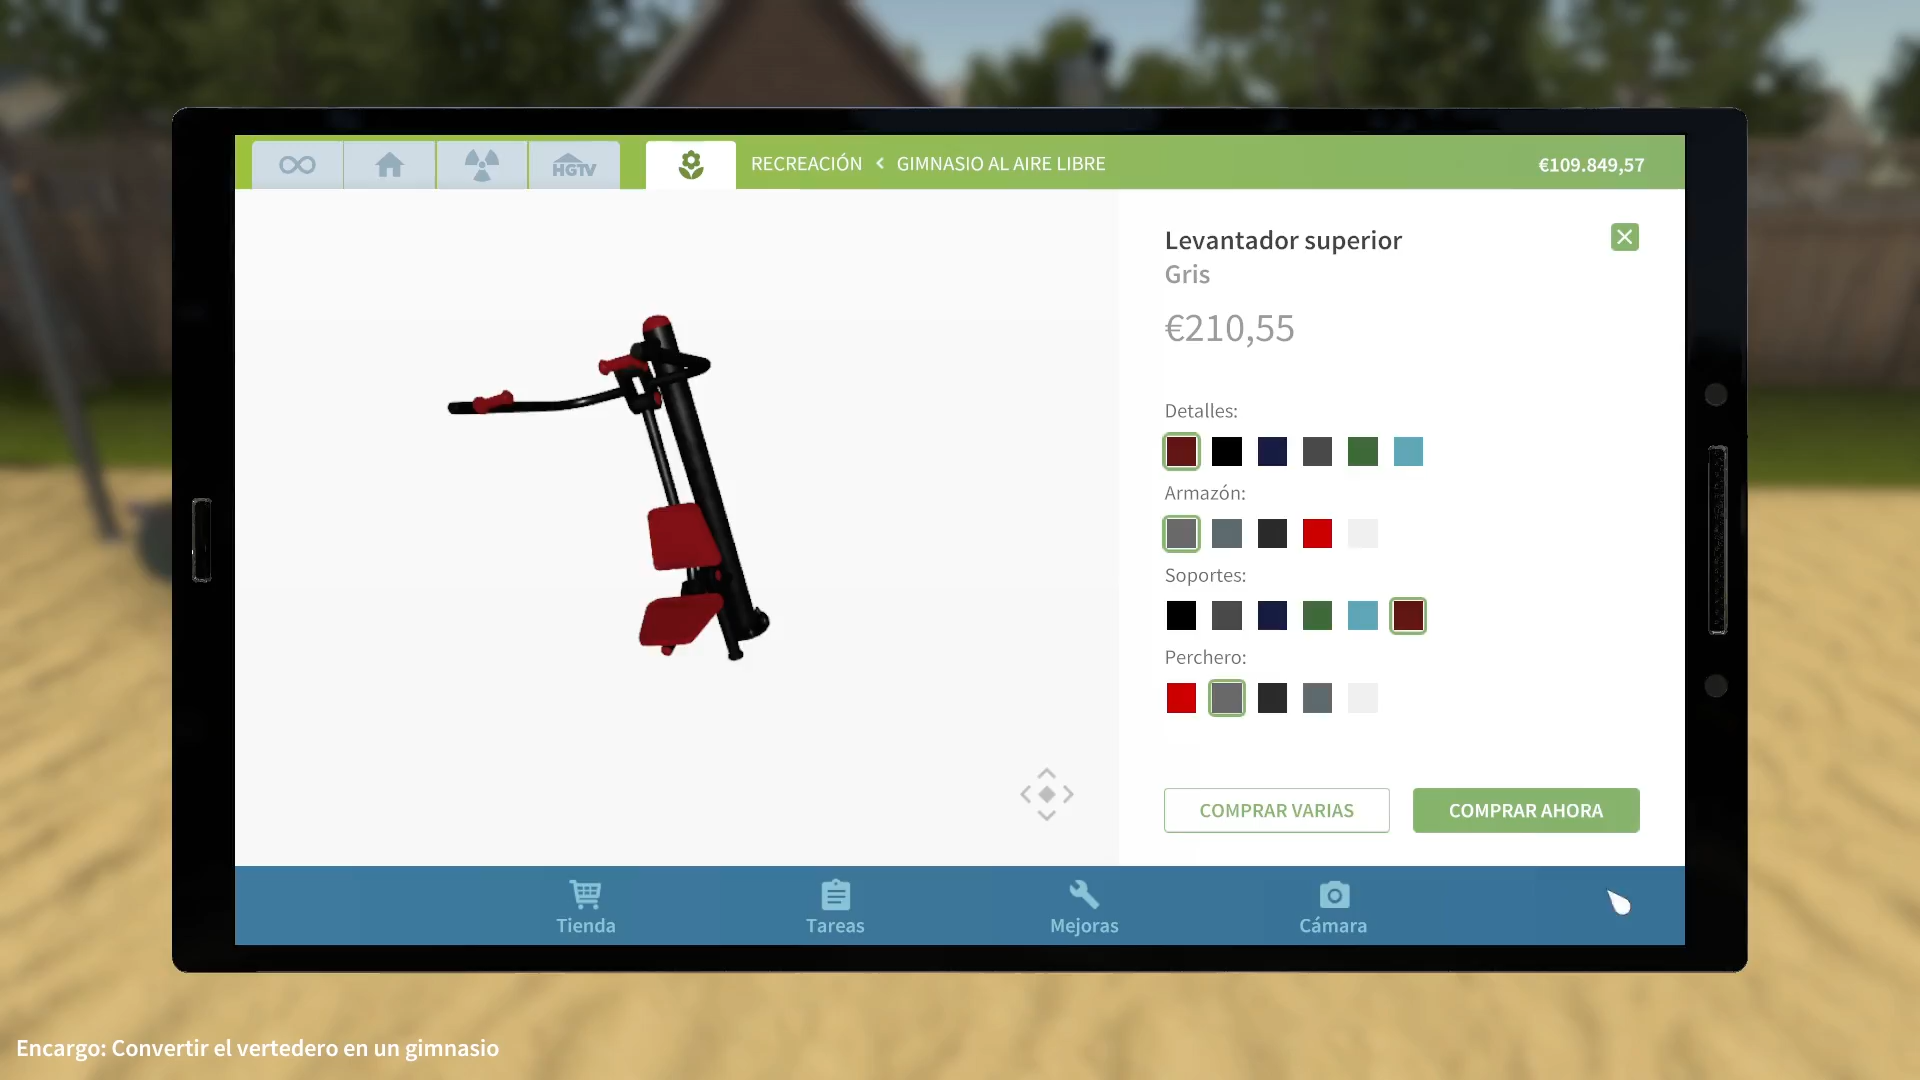 HGTV
RECREACIÓN < GIMNASIO AL AIRE LIBRE
€109.849,57
Levantador superior
Gris
€210,55
Detalles:
Armazón:
Soportes:
Perchero:
COMPRAR VARIAS
COMPRAR AHORA
Tienda
Tareas
Mejoras
Cámara
Encargo: Convertir el vertedero en un gimnasio